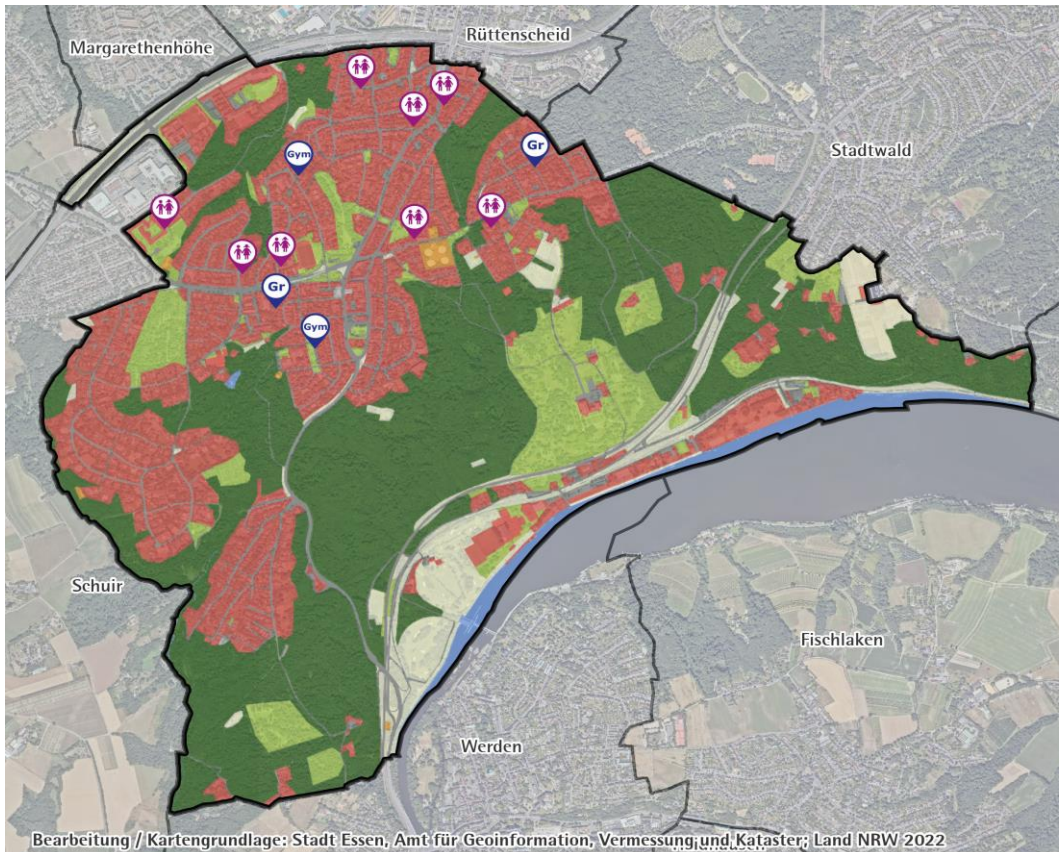 Rüttenscheid
Margarethenhöhe
Gr
Gym
Stadtwald
Gr
Gym
Schuir
Fischlaken
Werden
Bearbeitung / Kartengrundlage: Stadt Essen, Amt für Geoinformation, Vermessung und Kataster; Land NRW 2022